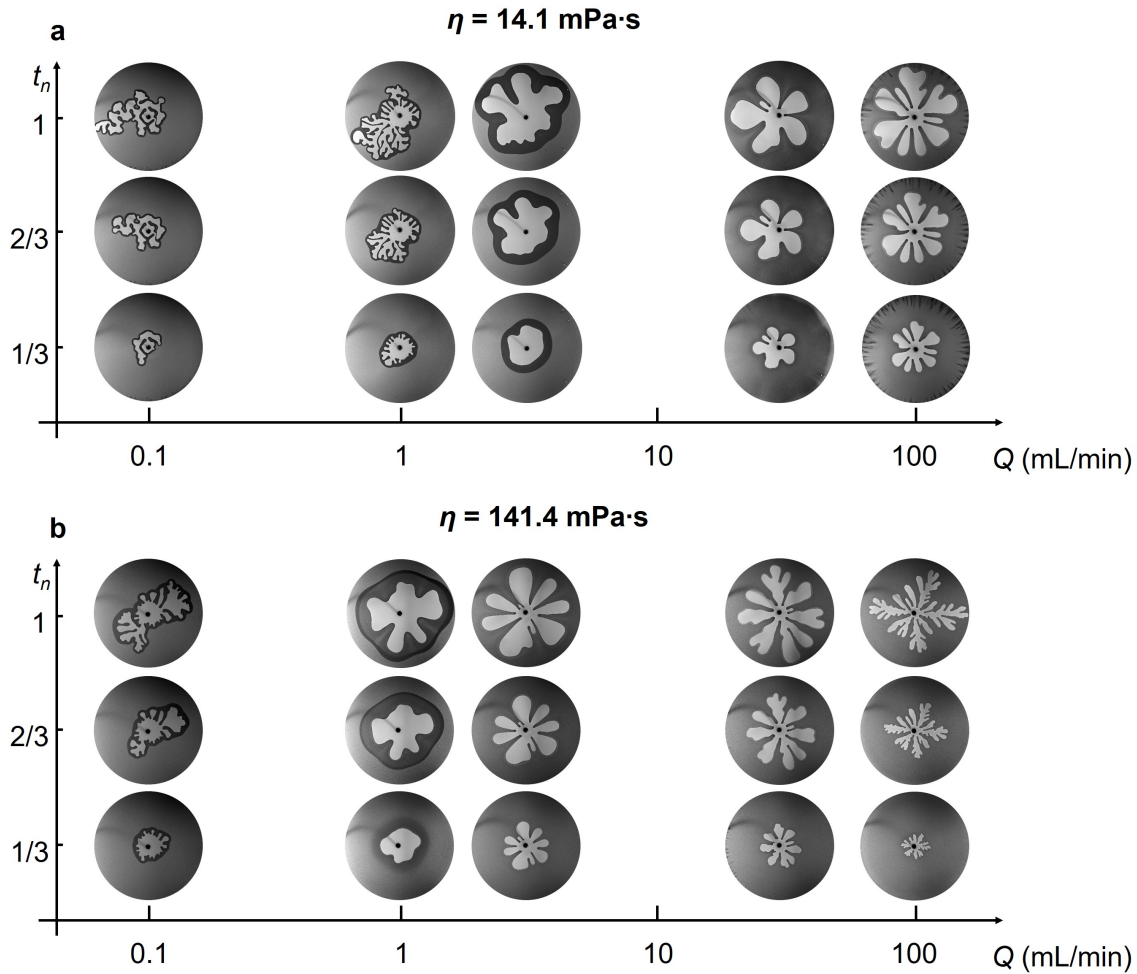 a
η = 14.1 mPa·s
tn
1
2/3
1/3
0.1 1 10 100 Q (mL/min)
b
η = 141.4 mPa·s
tn
1
2/3
1/3
0.1 1 10 100 Q (mL/min)